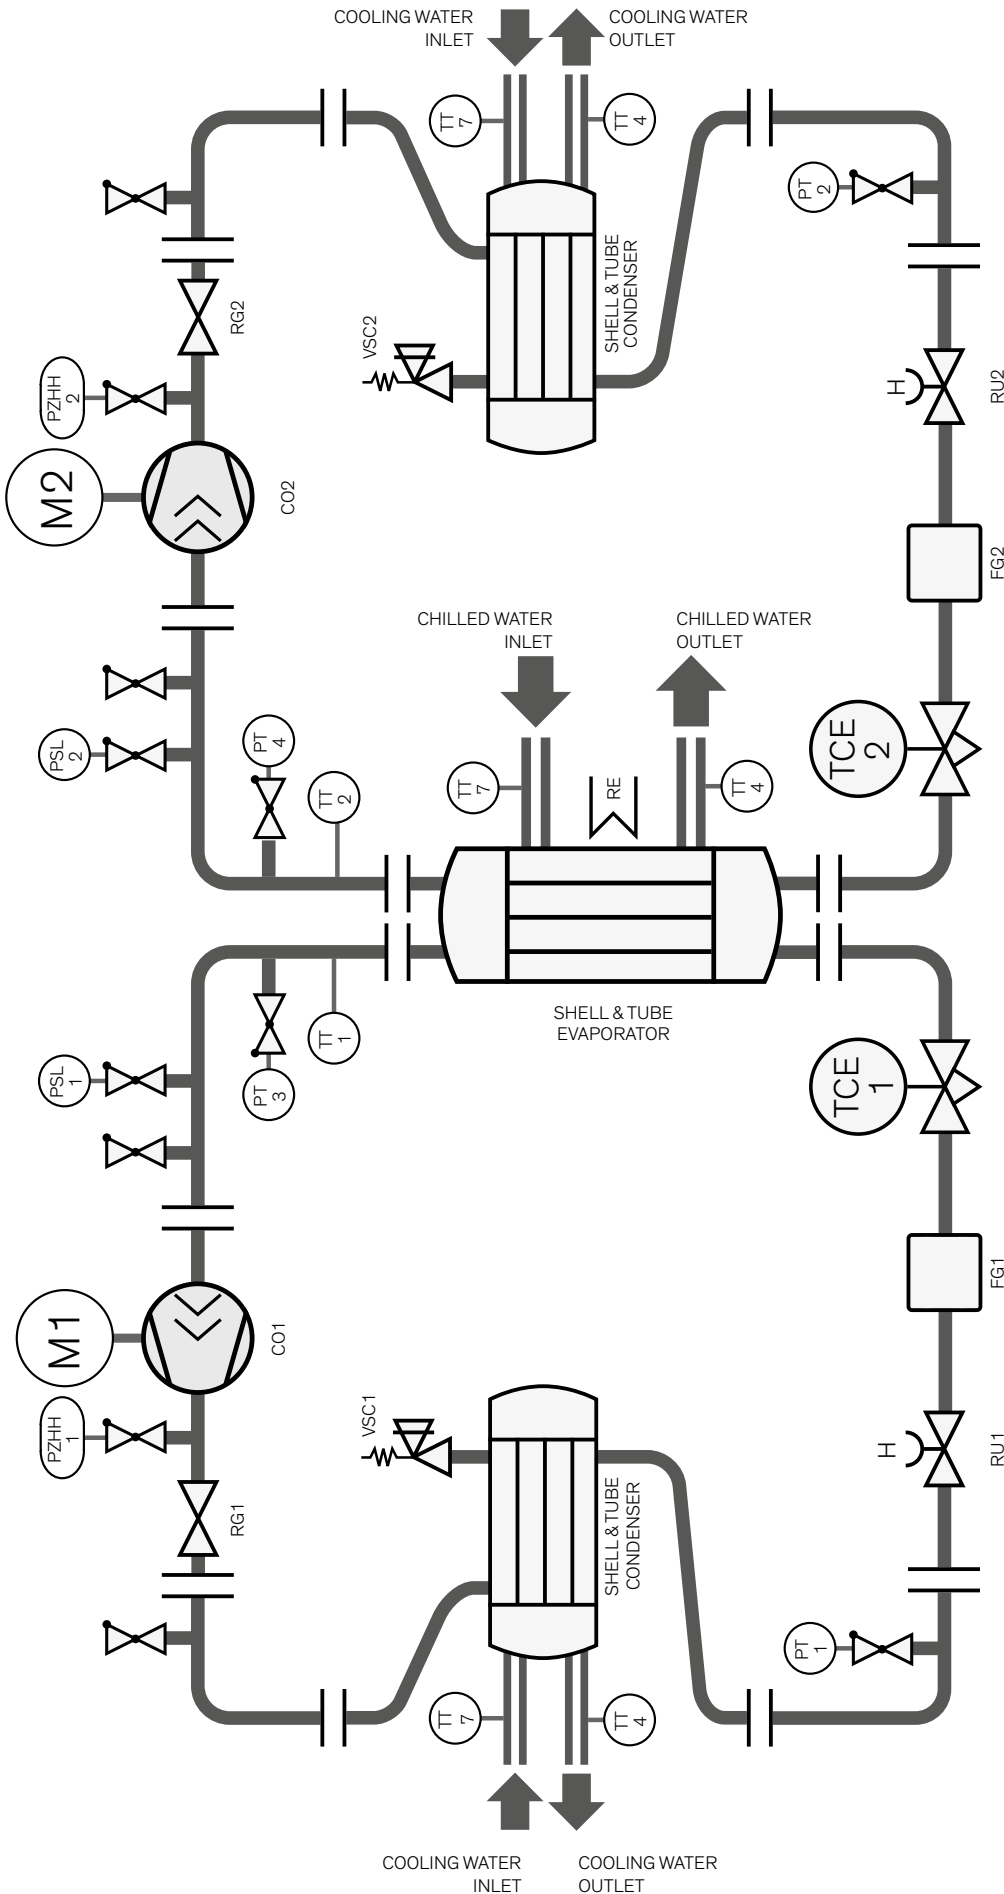 COOLING WATER
INLET
COOLING WATER
OUTLET
TT
7
TT
4
PT
2
SHELL & TUBE
CONDENSER
RG2
VSC2
PZHH
2
H
RU2
M2
CO2
FG2
CHILLED WATER
INLET
CHILLED WATER
OUTLET
PSL
2
PT
4
TT
2
TT
7
RE
TT
4
TCE
2
SHELL & TUBE
EVAPORATOR
PSL
1
PT
3
TT
1
TCE
1
M1
CO1
FG1
PZHH
1
RG1
VSC1
SHELL & TUBE
CONDENSER
H
RU1
PT
1
TT
7
TT
4
COOLING WATER
INLET
COOLING WATER
OUTLET